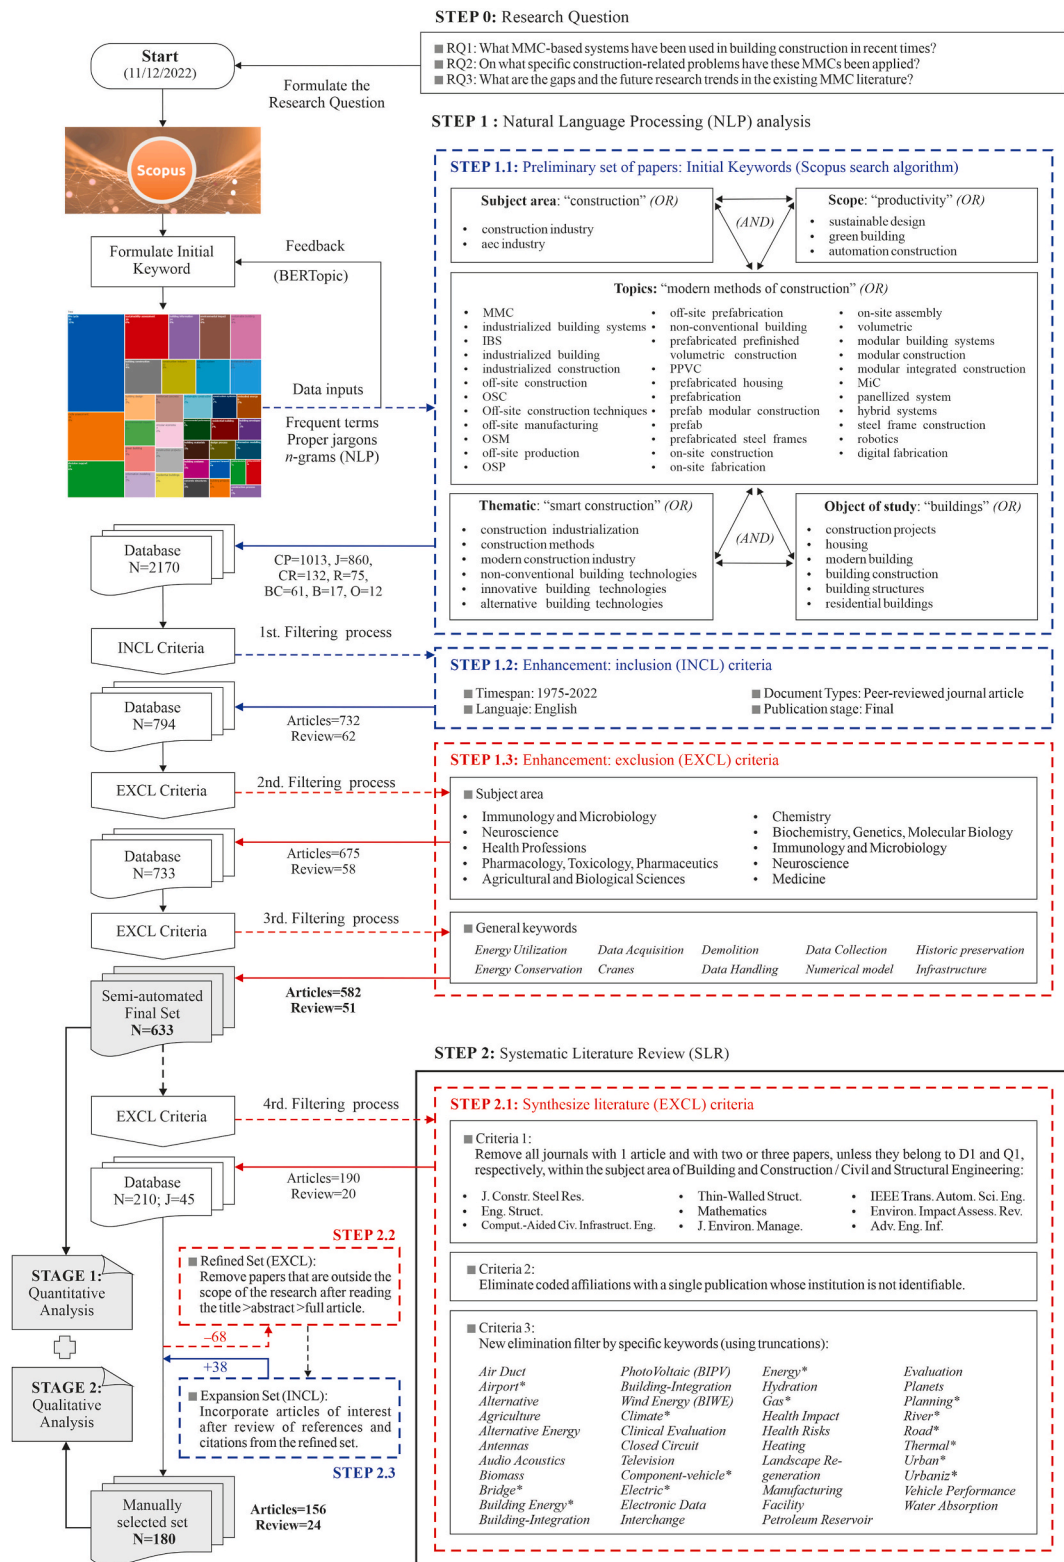 STEP 0: Research Question
Start
(11/12/2022)
■ RQ1: What MMC-based systems have been used in building construction in recent times?
■ RQ2: On what specific construction-related problems have these MMCs been applied?
■ RQ3: What are the gaps and the future research trends in the existing MMC literature?
Formulate the
Research Question
STEP 1 : Natural Language Processing (NLP) analysis
Scopus
STEP 1.1: Preliminary set of papers: Initial Keywords (Scopus search algorithm)
Subject area: “construction” (OR)
• construction industry
• aec industry
(AND)
Scope: “productivity” (OR)
• sustainable design
• green building
• automation construction
Formulate Initial
Keyword
Feedback
(BERTopic)
Topics: “modern methods of construction” (OR)
• MMC
• industrialized building systems
• IBS
• industrialized building
• industrialized construction
• off-site construction
• OSC
• Off-site construction techniques
• off-site manufacturing
• OSM
• off-site production
• OSP
• off-site prefabrication
• non-conventional building
• prefabricated prefinished
volumetric construction
• PPVC
• prefabricated housing
• prefabrication
• prefab modular construction
• prefab
• prefabricated steel frames
• on-site construction
• on-site fabrication
• on-site assembly
• volumetric
• modular building systems
• modular construction
• modular integrated construction
• MiC
• panellized system
• hybrid systems
• steel frame construction
• robotics
• digital fabrication
Data inputs
Frequent terms
Proper jargons
n-grams (NLP)
Thematic: “smart construction” (OR)
• construction industrialization
• construction methods
• modern construction industry
• non-conventional building technologies
• innovative building technologies
• alternative building technologies
(AND)
Object of study: “buildings” (OR)
• construction projects
• housing
• modern building
• building construction
• building structures
• residential buildings
Database
N=2170
CP=1013, J=860,
CR=132, R=75,
BC=61, B=17, O=12
INCL Criteria
1st. Filtering process
STEP 1.2: Enhancement: inclusion (INCL) criteria
■ Timespan: 1975-2022
■ Languaje: English
■ Document Types: Peer-reviewed journal article
■ Publication stage: Final
Database
N=794
Articles=732
Review=62
EXCL Criteria
2nd. Filtering process
STEP 1.3: Enhancement: exclusion (EXCL) criteria
■ Subject area
• Immunology and Microbiology
• Neuroscience
• Health Professions
• Pharmacology, Toxicology, Pharmaceutics
• Agricultural and Biological Sciences
• Chemistry
• Biochemistry, Genetics, Molecular Biology
• Immunology and Microbiology
• Neuroscience
• Medicine
Database
N=733
Articles=675
Review=58
EXCL Criteria
3rd. Filtering process
■ General keywords
Energy Utilization Data Acquisition Demolition Data Collection Historic preservation
Energy Conservation Cranes Data Handling Numerical model Infrastructure
Semi-automated
Final Set
N=633
Articles=582
Review=51
STEP 2: Systematic Literature Review (SLR)
EXCL Criteria
4rd. Filtering process
STEP 2.1: Synthesize literature (EXCL) criteria
■ Criteria 1:
Remove all journals with 1 article and with two or three papers, unless they belong to D1 and Q1,
respectively, within the subject area of Building and Construction / Civil and Structural Engineering:
• J. Constr. Steel Res.
• Eng. Struct.
• Comput.-Aided Civ. Infrastruct. Eng.
• Thin-Walled Struct.
• Mathematics
• J. Environ. Manage.
• IEEE Trans. Autom. Sci. Eng.
• Environ. Impact Assess. Rev.
• Adv. Eng. Inf.
Database
N=210; J=45
Articles=190
Review=20
STEP 2.2
■ Refined Set (EXCL):
Remove papers that are outside the
scope of the research after reading
the title >abstract >full article.
−68
+38
■ Expansion Set (INCL):
Incorporate articles of interest
after review of references and
citations from the refined set.
STEP 2.3
■ Criteria 2:
Eliminate coded affiliations with a single publication whose institution is not identifiable.
■ Criteria 3:
New elimination filter by specific keywords (using truncations):
Air Duct
Airport*
Alternative
Agriculture
Alternative Energy
Antennas
Audio Acoustics
Biomass
Bridge*
Building Energy*
Building-Integration
PhotoVoltaic (BIPV)
Building-Integration
Wind Energy (BIWE)
Climate*
Clinical Evaluation
Closed Circuit
Television
Component-vehicle*
Electric*
Electronic Data
Interchange
Energy*
Hydration
Gas*
Health Impact
Health Risks
Heating
Landscape Re-
generation
Manufacturing
Facility
Petroleum Reservoir
Evaluation
Planets
Planning*
River*
Road*
Thermal*
Urban*
Urbaniz*
Vehicle Performance
Water Absorption
STAGE 1:
Quantitative
Analysis
STAGE 2:
Qualitative
Analysis
Manually
selected set
N=180
Articles=156
Review=24